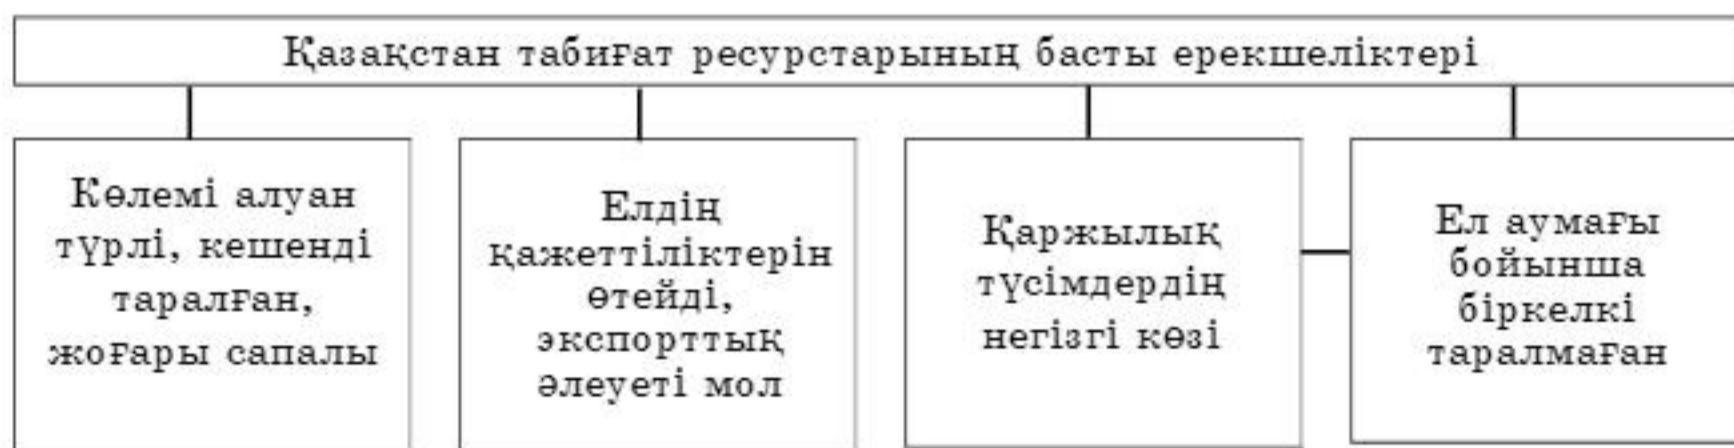 Қазақстан табиғат ресурстарының басты ерекшеліктері
Көлемі алуан
түрлі, кешенді
таралған,
жоғары сапалы
Елдің
қажеттіліктерін
өтейді,
экспорттық
әлеуеті мол
Қаржылық
түсімдердің
негізгі көзі
Ел аумағы
бойынша
біркелкі
таралмаған